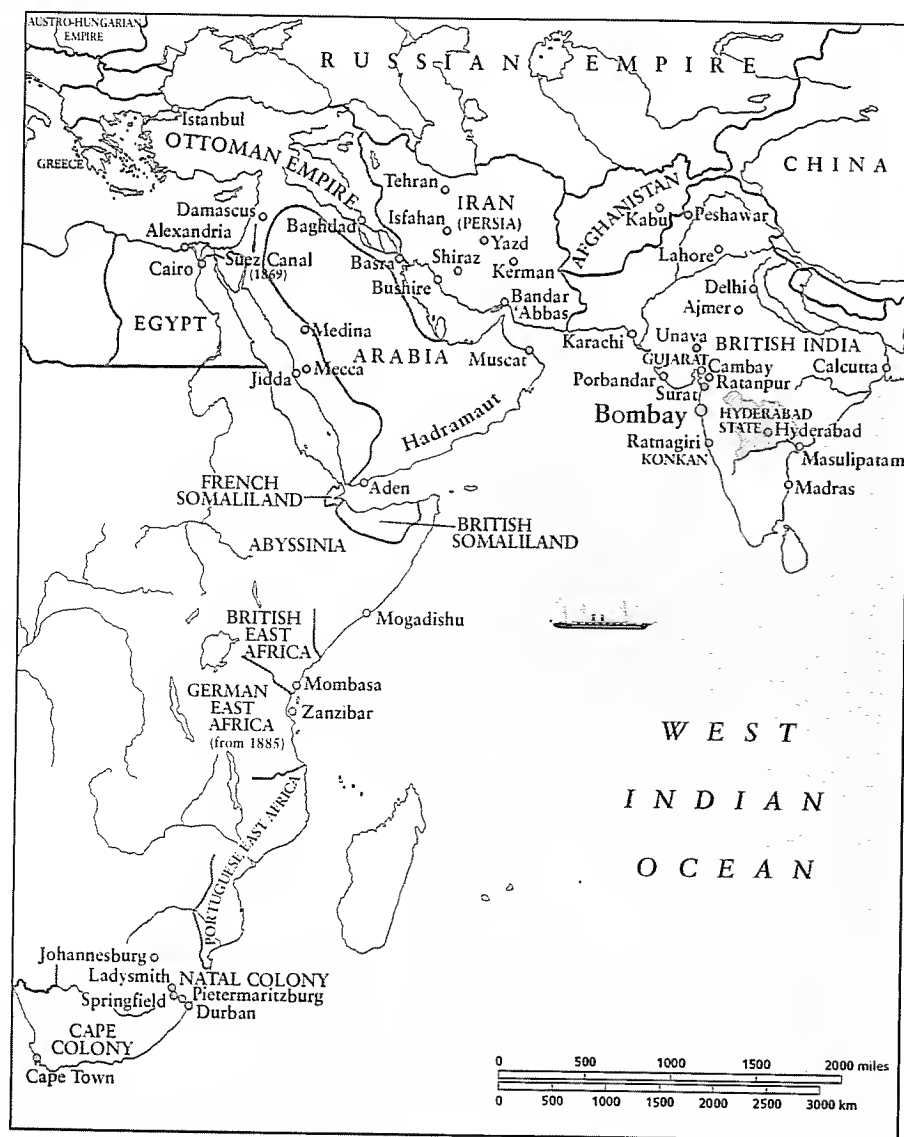 AUSTRO-HUNGARIAN
EMPIRE
RUSSIAN EMPIRE
Istanbul
OTTOMAN EMPIRE
GREECE
CHINA
Tehran
IRAN
(PERSIA)
AFGHANISTAN
Kabul
Peshawar
Damascus
Isfahan
Baghdad
Yazd
Alexandria
Suez Canal
(1869)
Shiraz
Lahore
Basra
Kerman
Cairo
Bushire
Delhi
Bandar
'Abbas
Ajmer
EGYPT
Medina
Karachi
Unava
BRITISH INDIA
ARABIA
Muscar
GUJARAT
Cambay
Calcutta
Mecca
Jidda
Porbandar
Ratanpur
Surat
Bombay
HYDERABAD
STATE
Hyderabad
Hadramaut
Ratnagiri
KONKAN
Masulipatam
FRENCH
SOMALILAND
Aden
Madras
BRITISH
SOMALILAND
ABYSSINIA
Mogadishu
BRITISH
EAST
AFRICA
Mombasa
GERMAN
EAST
AFRICA
(from 1885)
Zanzibar
WEST
INDIAN
OCEAN
PORTUGUESE EAST AFRICA
Johannesburg
Ladysmith
NATAL COLONY
Springfield
Pietermaritzburg
Durban
CAPE
COLONY
Cape Town
0 500 1000 1500 2000 miles
0 500 1000 1500 2000 2500 3000 km